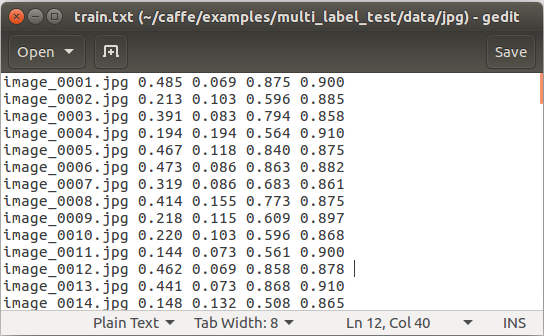 train.txt (~/caffe/examples/multi_label_test/data/jpg) - gedit
Open Save
image_0001.jpg 0.485 0.069 0.875 0.900
image_0002.jpg 0.213 0.103 0.596 0.885
image_0003.jpg 0.391 0.083 0.794 0.858
image_0004.jpg 0.194 0.194 0.564 0.910
image_0005.jpg 0.467 0.118 0.840 0.875
image_0006.jpg 0.473 0.086 0.863 0.882
image_0007.jpg 0.319 0.086 0.683 0.861
image_0008.jpg 0.414 0.155 0.773 0.875
image_0009.jpg 0.218 0.115 0.609 0.897
image_0010.jpg 0.220 0.103 0.596 0.868
image_0011.jpg 0.144 0.073 0.561 0.900
image_0012.jpg 0.462 0.069 0.858 0.878
image_0013.jpg 0.441 0.073 0.868 0.910
image_0014.jpg 0.148 0.132 0.508 0.865
Plain Text Tab Width: 8 Ln 12, Col 40 INS